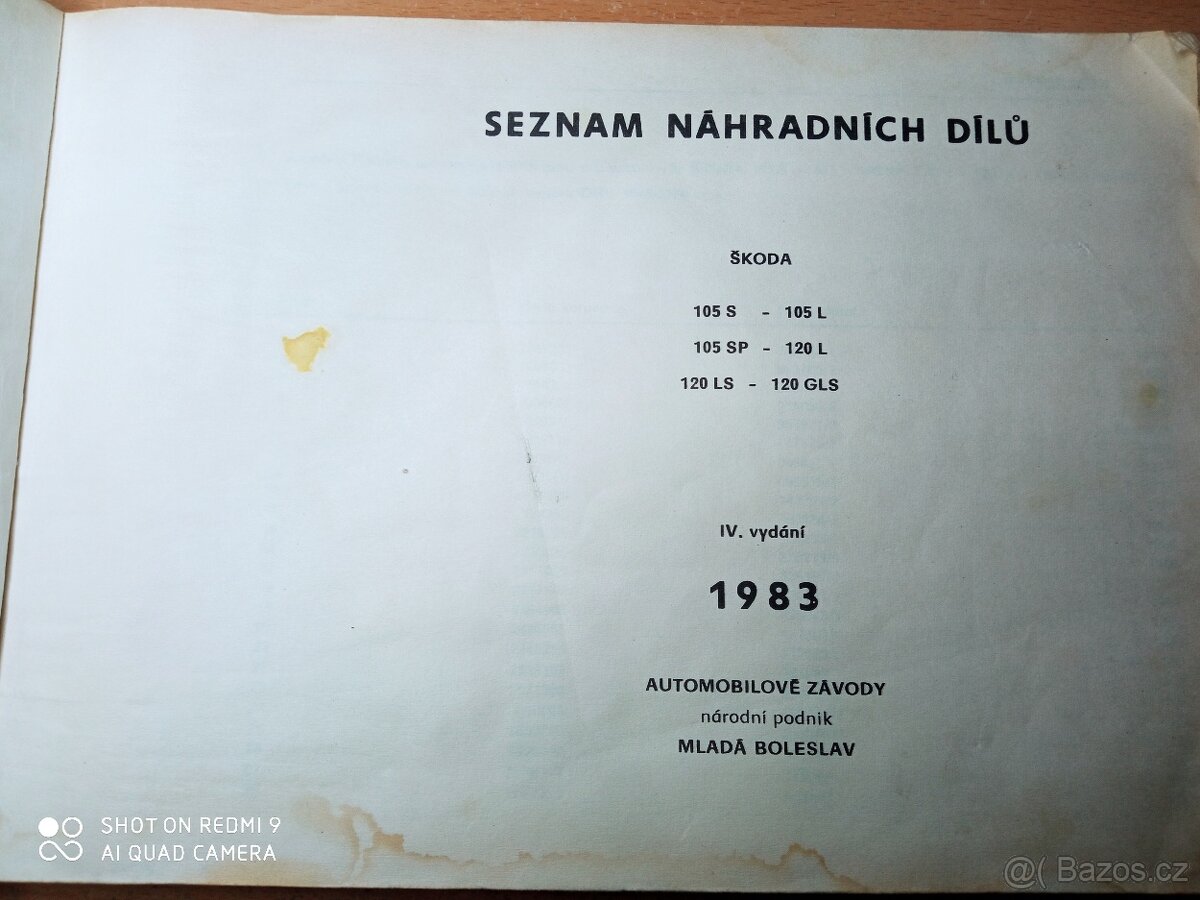 SEZNAM NÁHRADNÍCH DÍLŮ
ŠKODA
105 S - 105 L
105 SP - 120 L
120 LS - 120 GLS
IV. vydání
1983
AUTOMOBILOVÉ ZÁVODY
národní podnik
MLADÁ BOLESLAV
SHOT ON REDMI 9
AI QUAD CAMERA
@( Bazos.cz